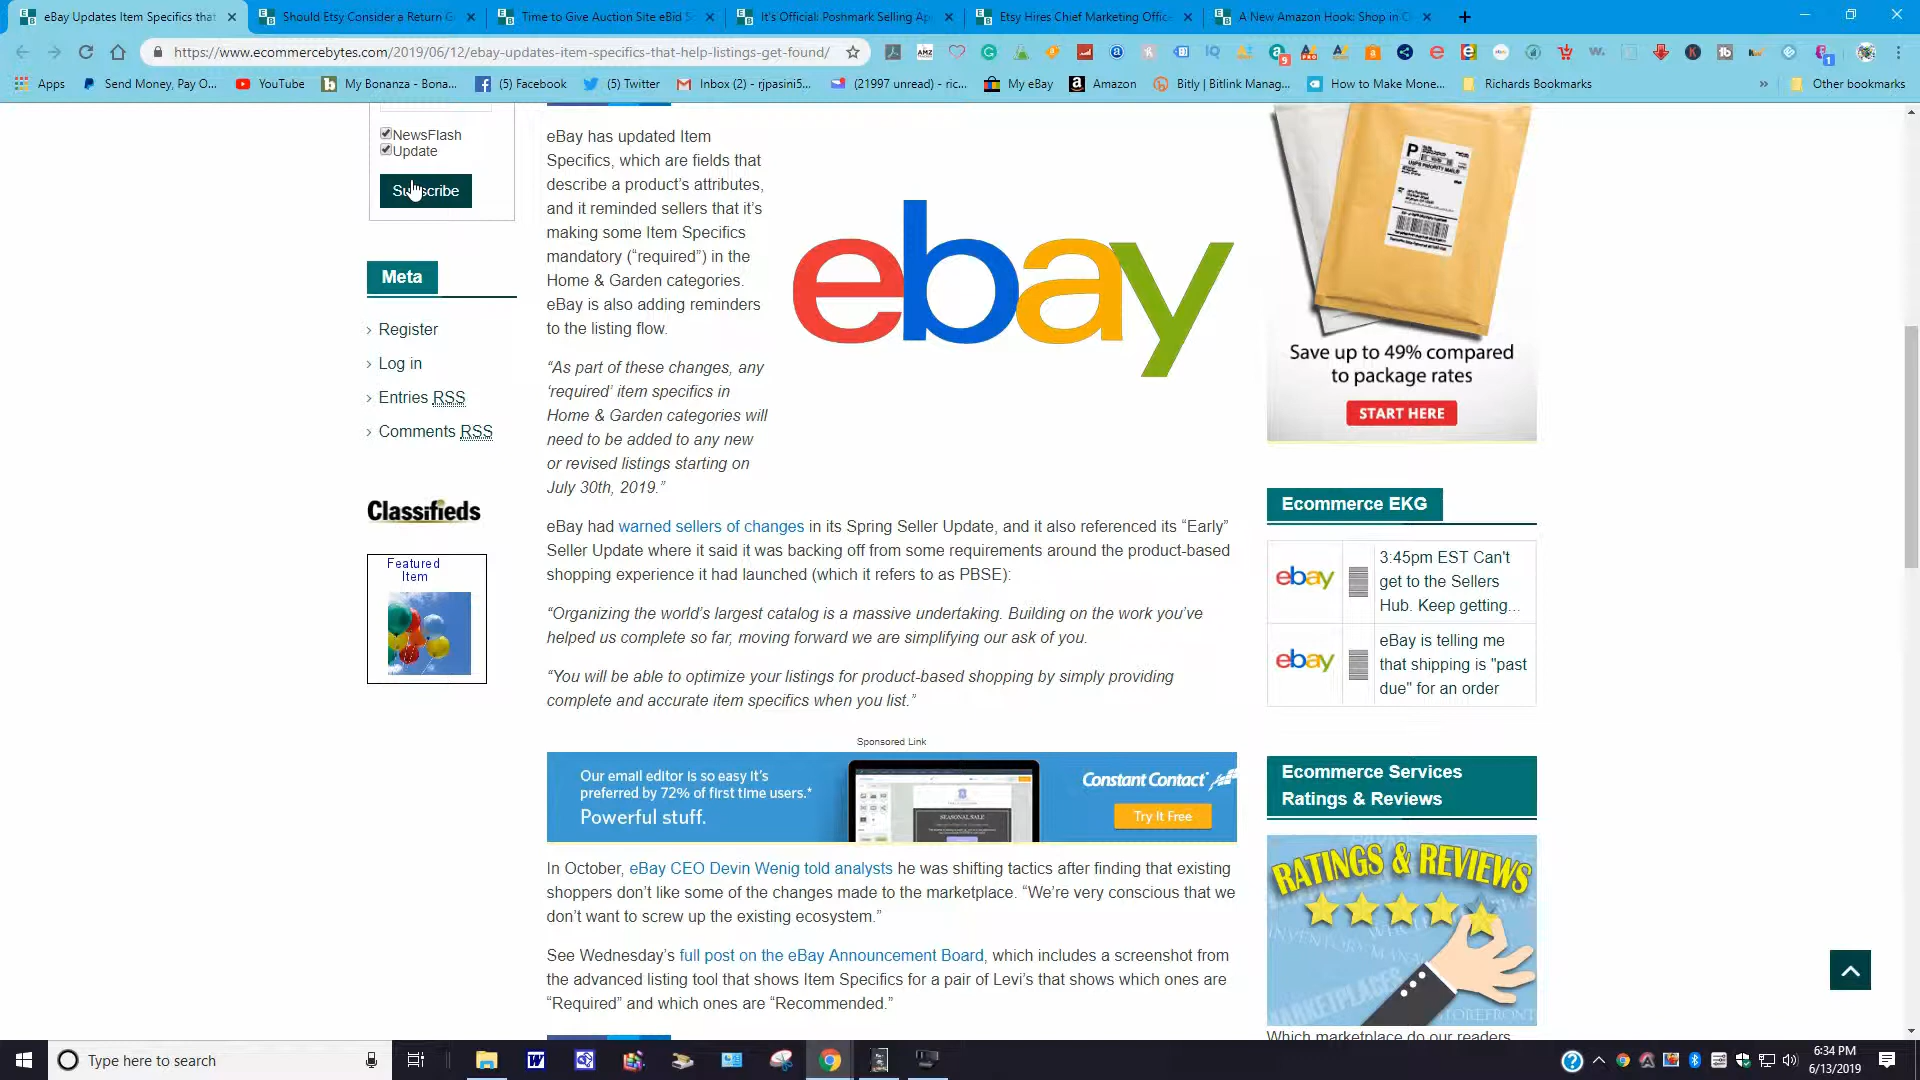 eBay Updates Item Specifics that
Should Etsy Consider a Return G
Time to Give Auction Site eBid S
It's Official: Poshmark Selling Ap
Etsy Hires Chief Marketing Office
A New Amazon Hook: Shop in C
https://www.ecommercebytes.com/2019/06/12/ebay-updates-item-specifics-that-help-listings-get-found/
Apps
Send Money, Pay O...
YouTube
My Bonanza - Bona...
(5) Facebook
(5) Twitter
Inbox (2) - rjpasini5...
(21997 unread) - ric...
My eBay
Amazon
Bitly | Bitlink Manag...
How to Make Mone...
Richards Bookmarks
»
Other bookmarks
NewsFlash
Update
Subscribe
Meta
Register
Log in
Entries RSS
Comments RSS
Classifieds
Featured
Item
eBay has updated Item
Specifics, which are fields that
describe a product's attributes,
and it reminded sellers that it's
making some Item Specifics
mandatory (“required”) in the
Home & Garden categories.
eBay is also adding reminders
to the listing flow.
“As part of these changes, any
‘required’ item specifics in
Home & Garden categories will
need to be added to any new
or revised listings starting on
July 30th, 2019.”
ebay
eBay had warned sellers of changes in its Spring Seller Update, and it also referenced its “Early”
Seller Update where it said it was backing off from some requirements around the product-based
shopping experience it had launched (which it refers to as PBSE):
“Organizing the world's largest catalog is a massive undertaking. Building on the work you've
helped us complete so far, moving forward we are simplifying our ask of you.
“You will be able to optimize your listings for product-based shopping by simply providing
complete and accurate item specifics when you list.”
Sponsored Link
Our email editor is so easy it's
preferred by 72% of first time users.*
Powerful stuff.
SEASONAL SALE
Constant Contact
Try It Free
In October, eBay CEO Devin Wenig told analysts he was shifting tactics after finding that existing
shoppers don't like some of the changes made to the marketplace. “We're very conscious that we
don't want to screw up the existing ecosystem.”
See Wednesday's full post on the eBay Announcement Board, which includes a screenshot from
the advanced listing tool that shows Item Specifics for a pair of Levi's that shows which ones are
“Required” and which ones are “Recommended.”
P
Save up to 49% compared
to package rates
START HERE
Ecommerce EKG
ebay
3:45pm EST Can't
get to the Sellers
Hub. Keep getting...
ebay
eBay is telling me
that shipping is "past
due" for an order
Ecommerce Services
Ratings & Reviews
RATINGS & REVIEWS
Which marketplace do our readers
Type here to search
6:34 PM
6/13/2019